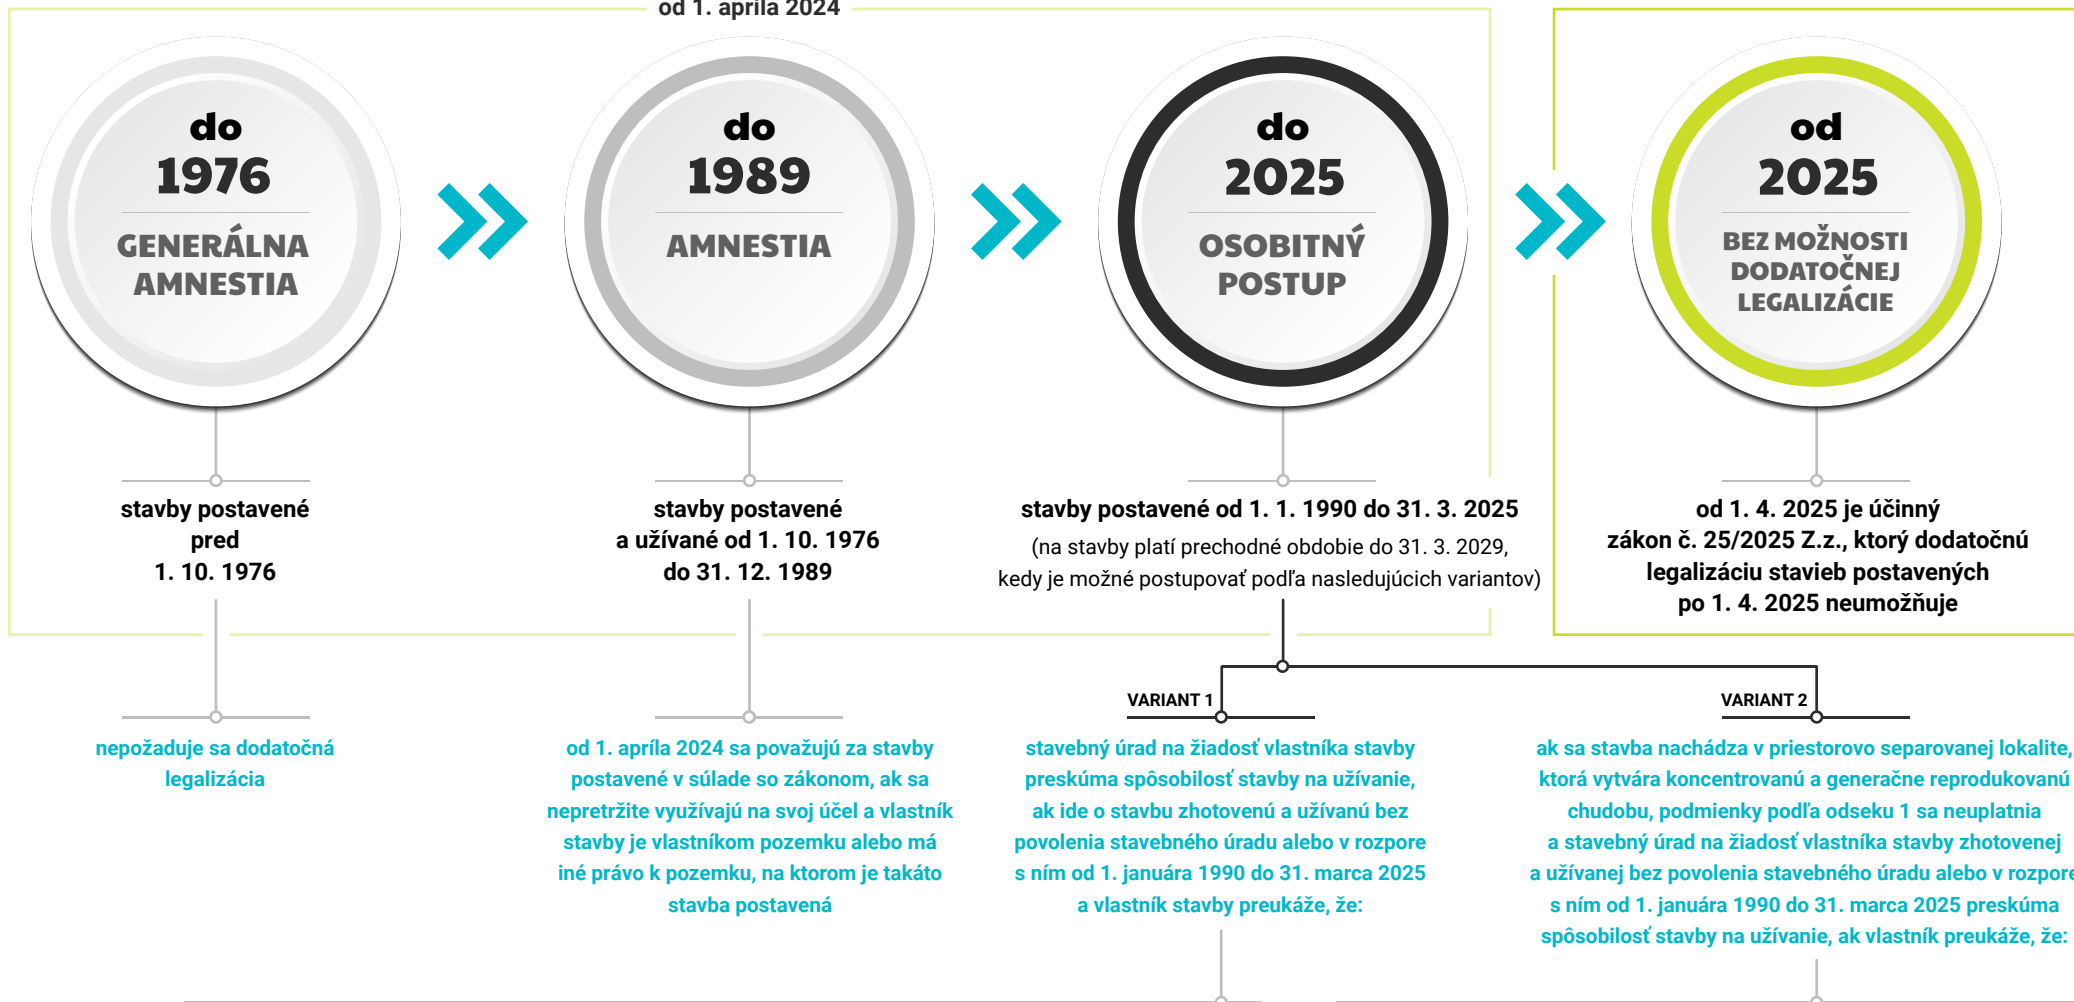 od 1. apríla 2024
do
1976
GENERÁLNA
AMNESTIA
do
1989
AMNESTIA
do
2025
OSOBITNÝ
POSTUP
od
2025
BEZ MOŽNOSTI
DODATOČNEJ
LEGALIZÁCIE
stavby postavené
pred
1. 10. 1976
stavby postavené
a užívané od 1. 10. 1976
do 31. 12. 1989
stavby postavené od 1. 1. 1990 do 31. 3. 2025
(na stavby platí prechodné obdobie do 31. 3. 2029,
kedy je možné postupovať podľa nasledujúcich variantov)
od 1. 4. 2025 je účinný
zákon č. 25/2025 Z.z., ktorý dodatočnú
legalizáciu stavieb postavených
po 1. 4. 2025 neumožňuje
nepožaduje sa dodatočná
legalizácia
od 1. apríla 2024 sa považujú za stavby
postavené v súlade so zákonom, ak sa
nepretržite využívajú na svoj účel a vlastník
stavby je vlastníkom pozemku alebo má
iné právo k pozemku, na ktorom je takáto
stavba postavená
VARIANT 1
stavebný úrad na žiadosť vlastníka stavby
preskúma spôsobilosť stavby na užívanie,
ak ide o stavbu zhotovenú a užívanú bez
povolenia stavebného úradu alebo v rozpore
s ním od 1. januára 1990 do 31. marca 2025
a vlastník stavby preukáže, že:
VARIANT 2
ak sa stavba nachádza v priestorovo separovanej lokalite,
ktorá vytvára koncentrovanú a generačne reprodukovanú
chudobu, podmienky podľa odseku 1 sa neuplatnia
a stavebný úrad na žiadosť vlastníka stavby zhotovenej
a užívanej bez povolenia stavebného úradu alebo v rozpore
s ním od 1. januára 1990 do 31. marca 2025 preskúma
spôsobilosť stavby na užívanie, ak vlastník preukáže, že: